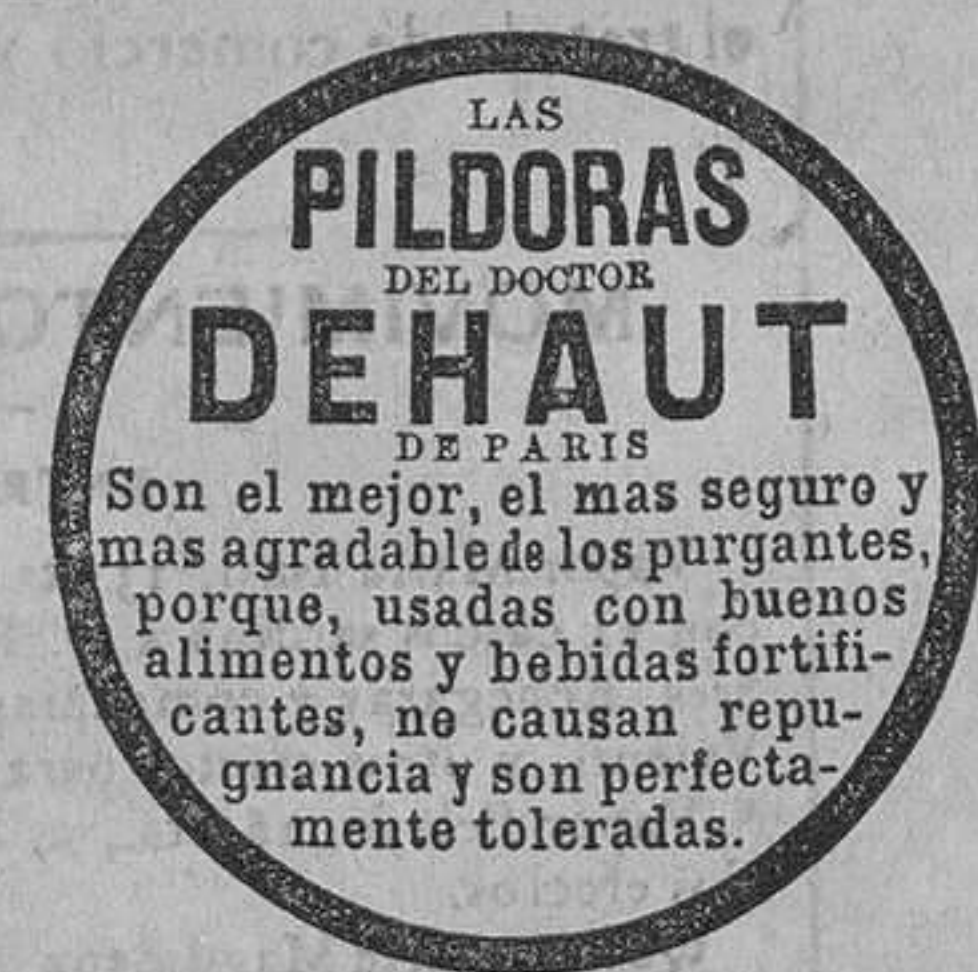 LAS
PILDORAS
DEL DOCTOR
DEHAUT
DE PARIS
Son el mejor, el mas seguro y
mas agradable de los purgantes,
porque, usadas con buenos
alimentos y bebidas fortifi-
cantes, ne causan repu-
gnancia y son perfecta-
mente toleradas.